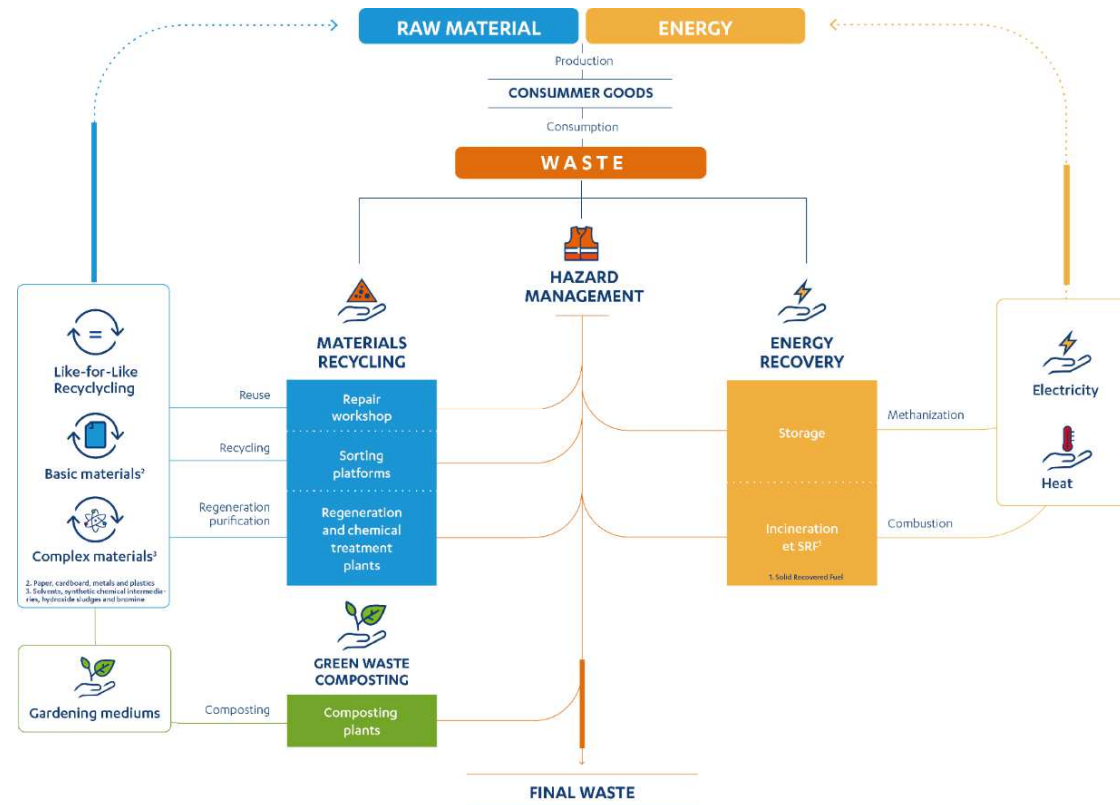 RAW MATERIAL
ENERGY
Production
CONSUMMER GOODS
Consumption
WASTE
HAZARD
MANAGEMENT
MATERIALS
RECYCLING
ENERGY
RECOVERY
Like-for-Like
Recyclycling
Basic materials²
Complex materials³
2. Paper, cardboard, metals and plastics
3. Solvents, synthetic chemical intermedia-
ries, hydroxide sludges and bromine
Reuse
Recycling
Regeneration
purification
Repair
workshop
Sorting
platforms
Regeneration
and chemical
treatment
plants
Storage
Incineration
et SRF¹
1. Solid Recovered Fuel
Methanization
Combustion
Electricity
Heat
GREEN WASTE
COMPOSTING
Gardening mediums
Composting
Composting
plants
FINAL WASTE